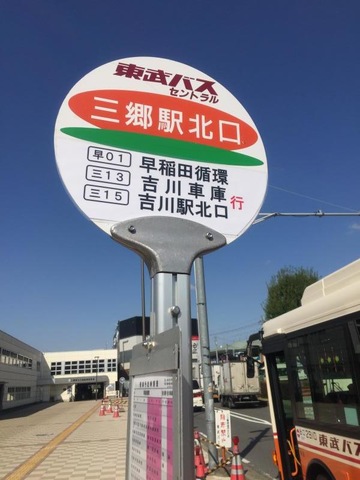 東武バス
セントラル
三郷駅北口
早01 早稲田循環
三13 吉川車庫
三15 吉川駅北口
行
2910 東武バス